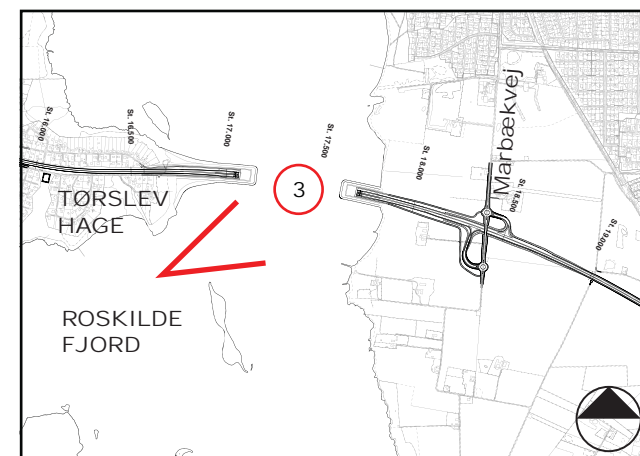 St. 16.000
St. 16.500
St. 17.000
St. 17.500
St. 18.000
St. 18.500
St. 19.000
Marbækvej
3
TØRSLEV
HAGE
ROSKILDE
FJORD